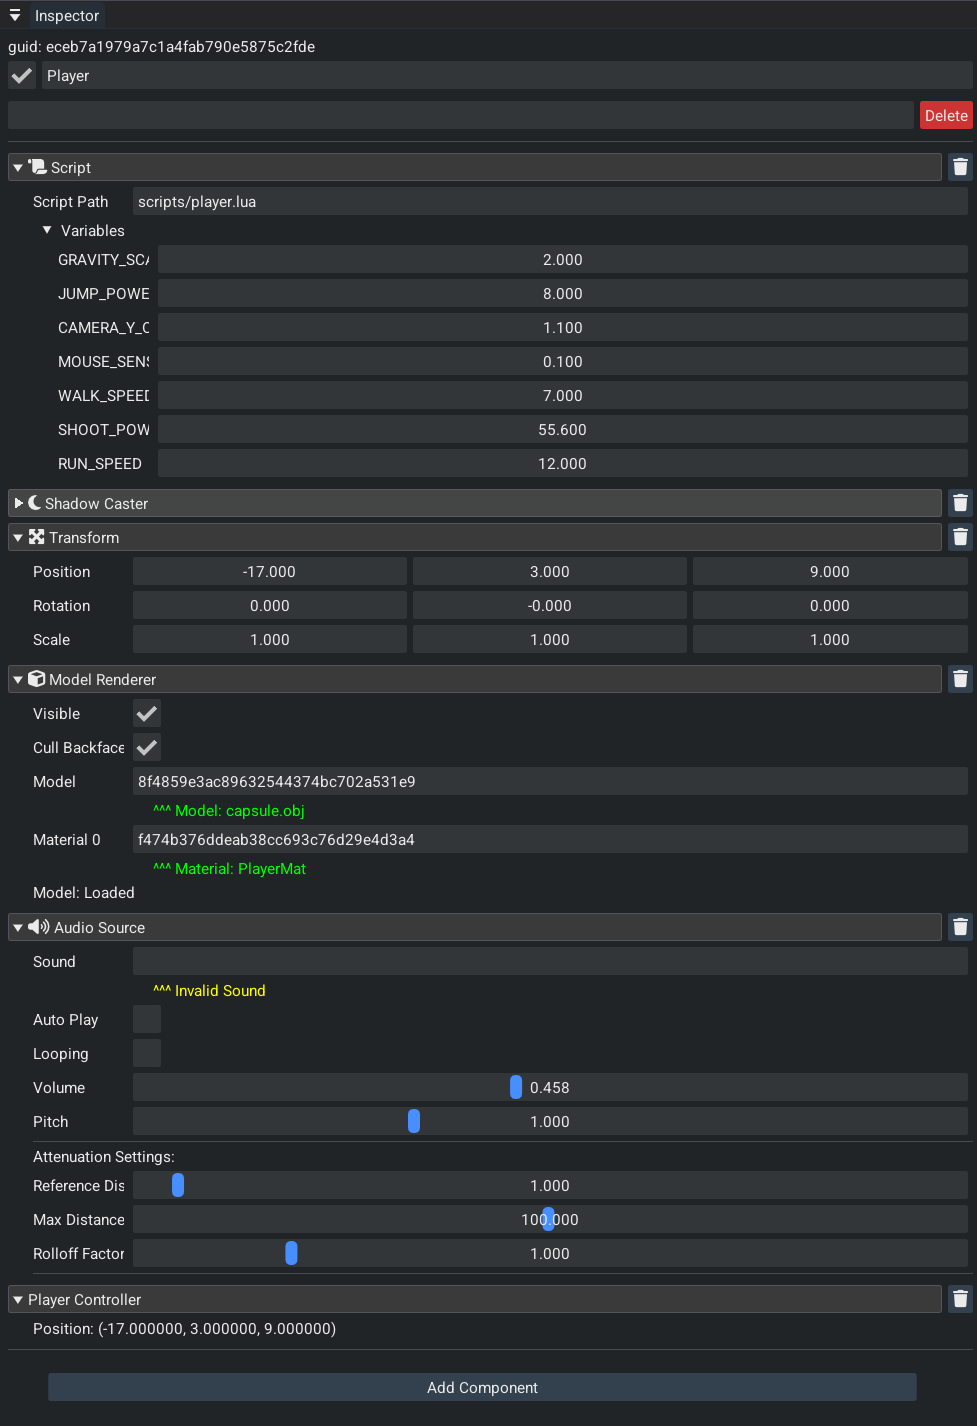 Inspector
guid: eceb7a1979a7c1a4fab790e5875c2fde
Player
Delete
Script
Script Path scripts/player.lua
Variables
GRAVITY_SCA 2.000
JUMP_POWE 8.000
CAMERA_Y_O 1.100
MOUSE_SENS 0.100
WALK_SPEED 7.000
SHOOT_POW 55.600
RUN_SPEED 12.000
Shadow Caster
Transform
Position -17.000 3.000 9.000
Rotation 0.000 -0.000 0.000
Scale 1.000 1.000 1.000
Model Renderer
Visible
Cull Backface
Model 8f4859e3ac89632544374bc702a531e9
^^^ Model: capsule.obj
Material 0 f474b376ddeab38cc693c76d29e4d3a4
^^^ Material: PlayerMat
Model: Loaded
Audio Source
Sound
^^^ Invalid Sound
Auto Play
Looping
Volume 0.458
Pitch 1.000
Attenuation Settings:
Reference Dis 1.000
Max Distance 100.000
Rolloff Factor 1.000
Player Controller
Position: (-17.000000, 3.000000, 9.000000)
Add Component